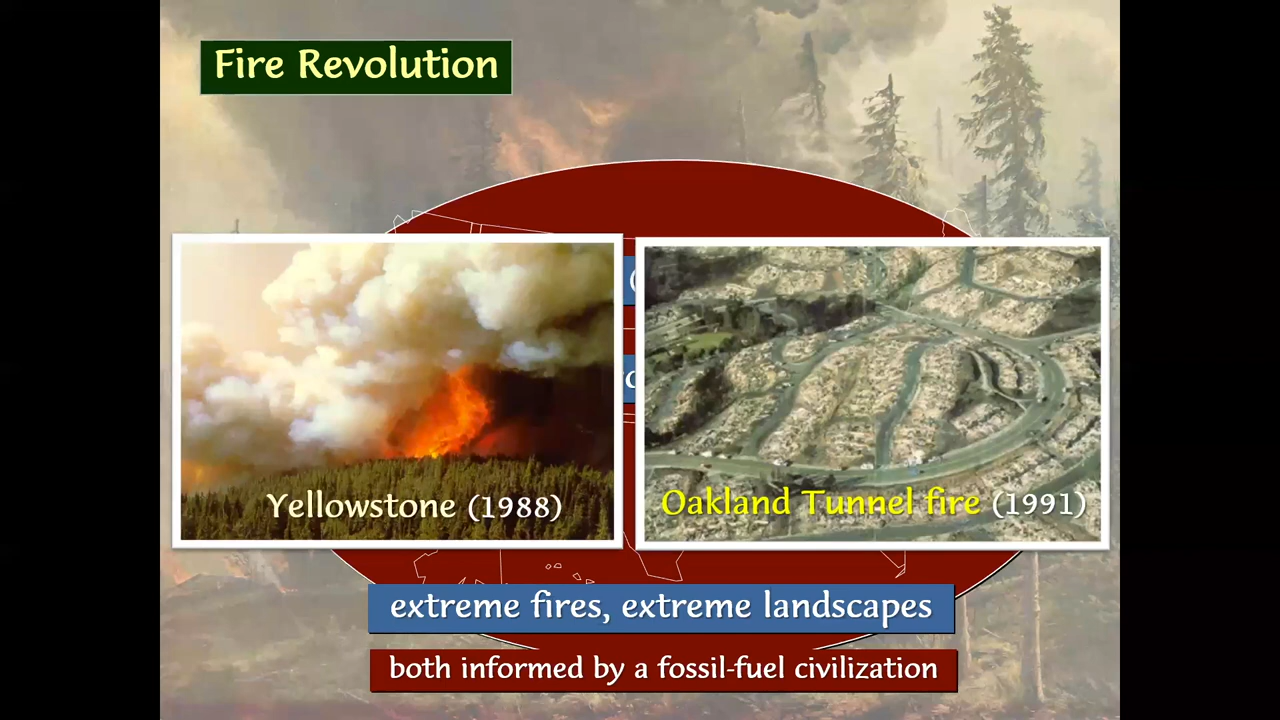 Fire Revolution
Yellowstone (1988)
Oakland Tunnel fire (1991)
extreme fires, extreme landscapes
both informed by a fossil-fuel civilization